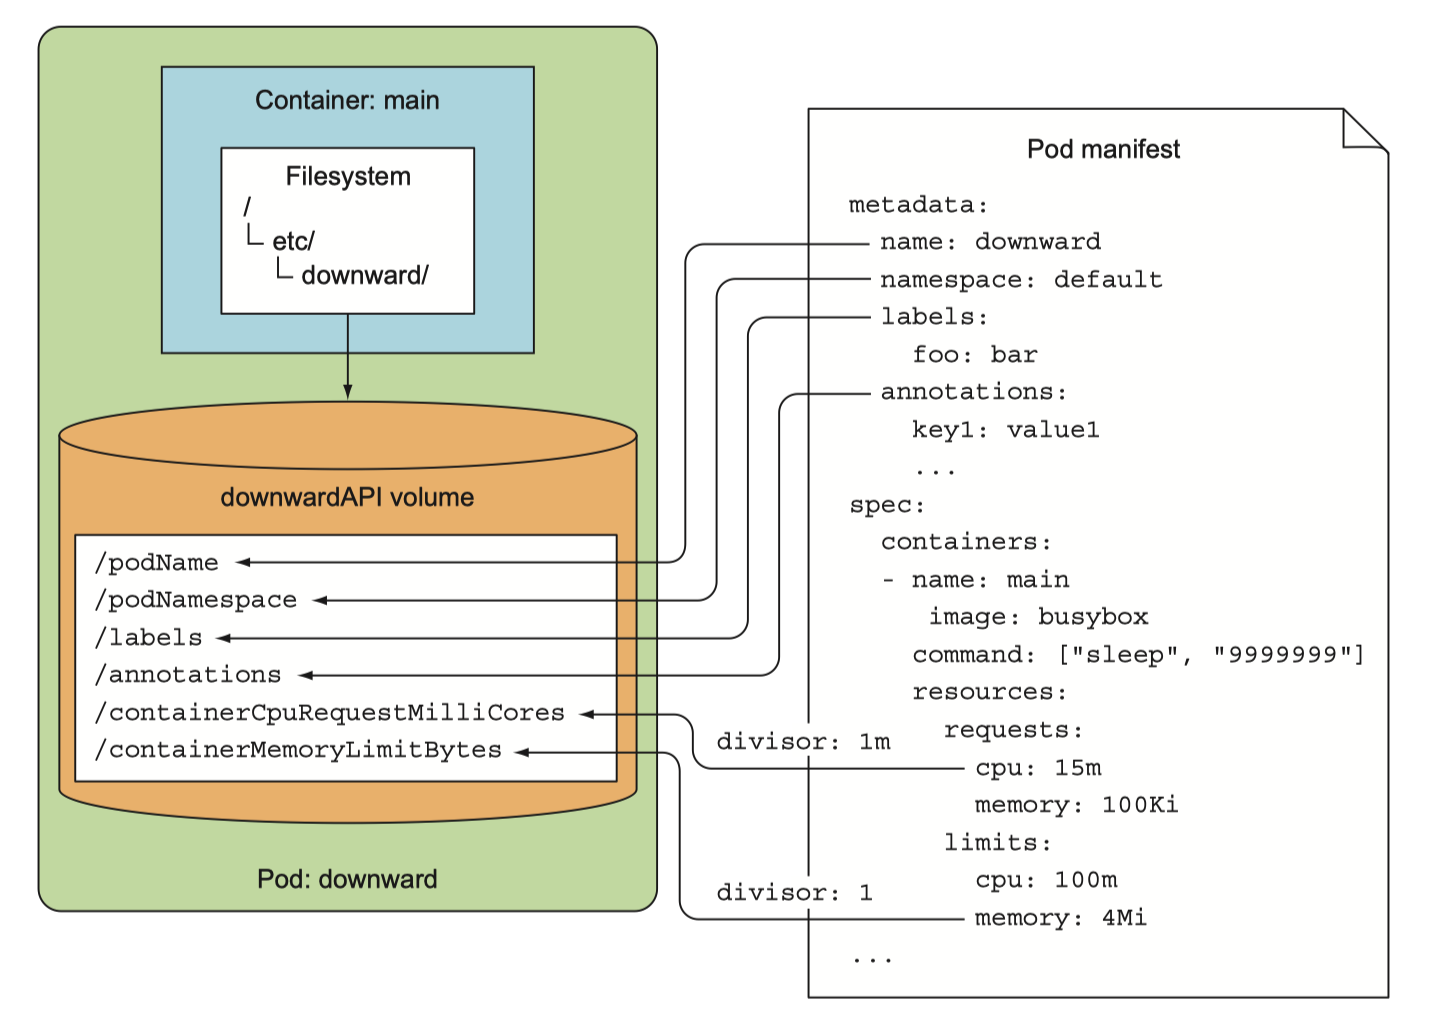 Container: main
Filesystem
/
etc/
downward/
downwardAPI volume
/podName
/podNamespace
/labels
/annotations
/containerCpuRequestMilliCores
/containerMemoryLimitBytes
Pod: downward
divisor: 1m
divisor: 1
Pod manifest
metadata:
name: downward
namespace: default
labels:
foo: bar
annotations:
key1: value1
...
spec:
containers:
- name: main
image: busybox
command: ["sleep", "9999999"]
resources:
requests:
cpu: 15m
memory: 100Ki
limits:
cpu: 100m
memory: 4Mi
...